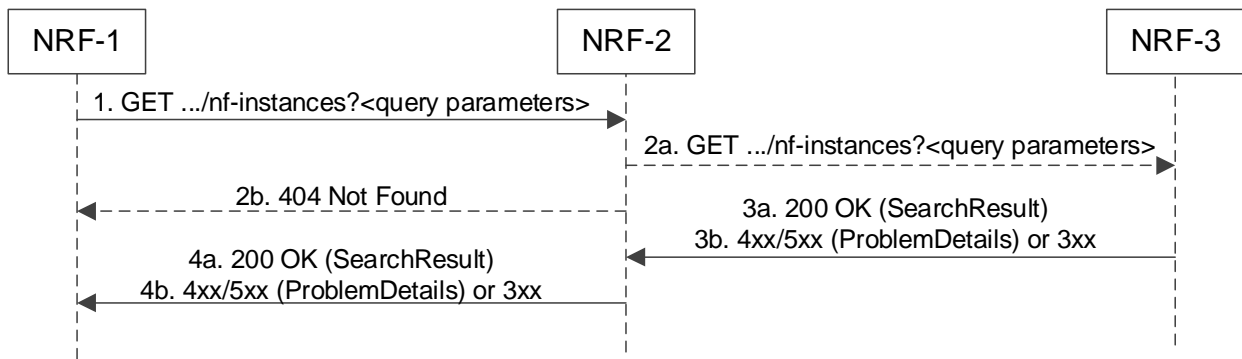 NRF-1
NRF-2
NRF-3
1. GET .../nf-instances?<query parameters>
2a. GET .../nf-instances?<query parameters>
2b. 404 Not Found
3a. 200 OK (SearchResult)
3b. 4xx/5xx (ProblemDetails) or 3xx
4a. 200 OK (SearchResult)
4b. 4xx/5xx (ProblemDetails) or 3xx